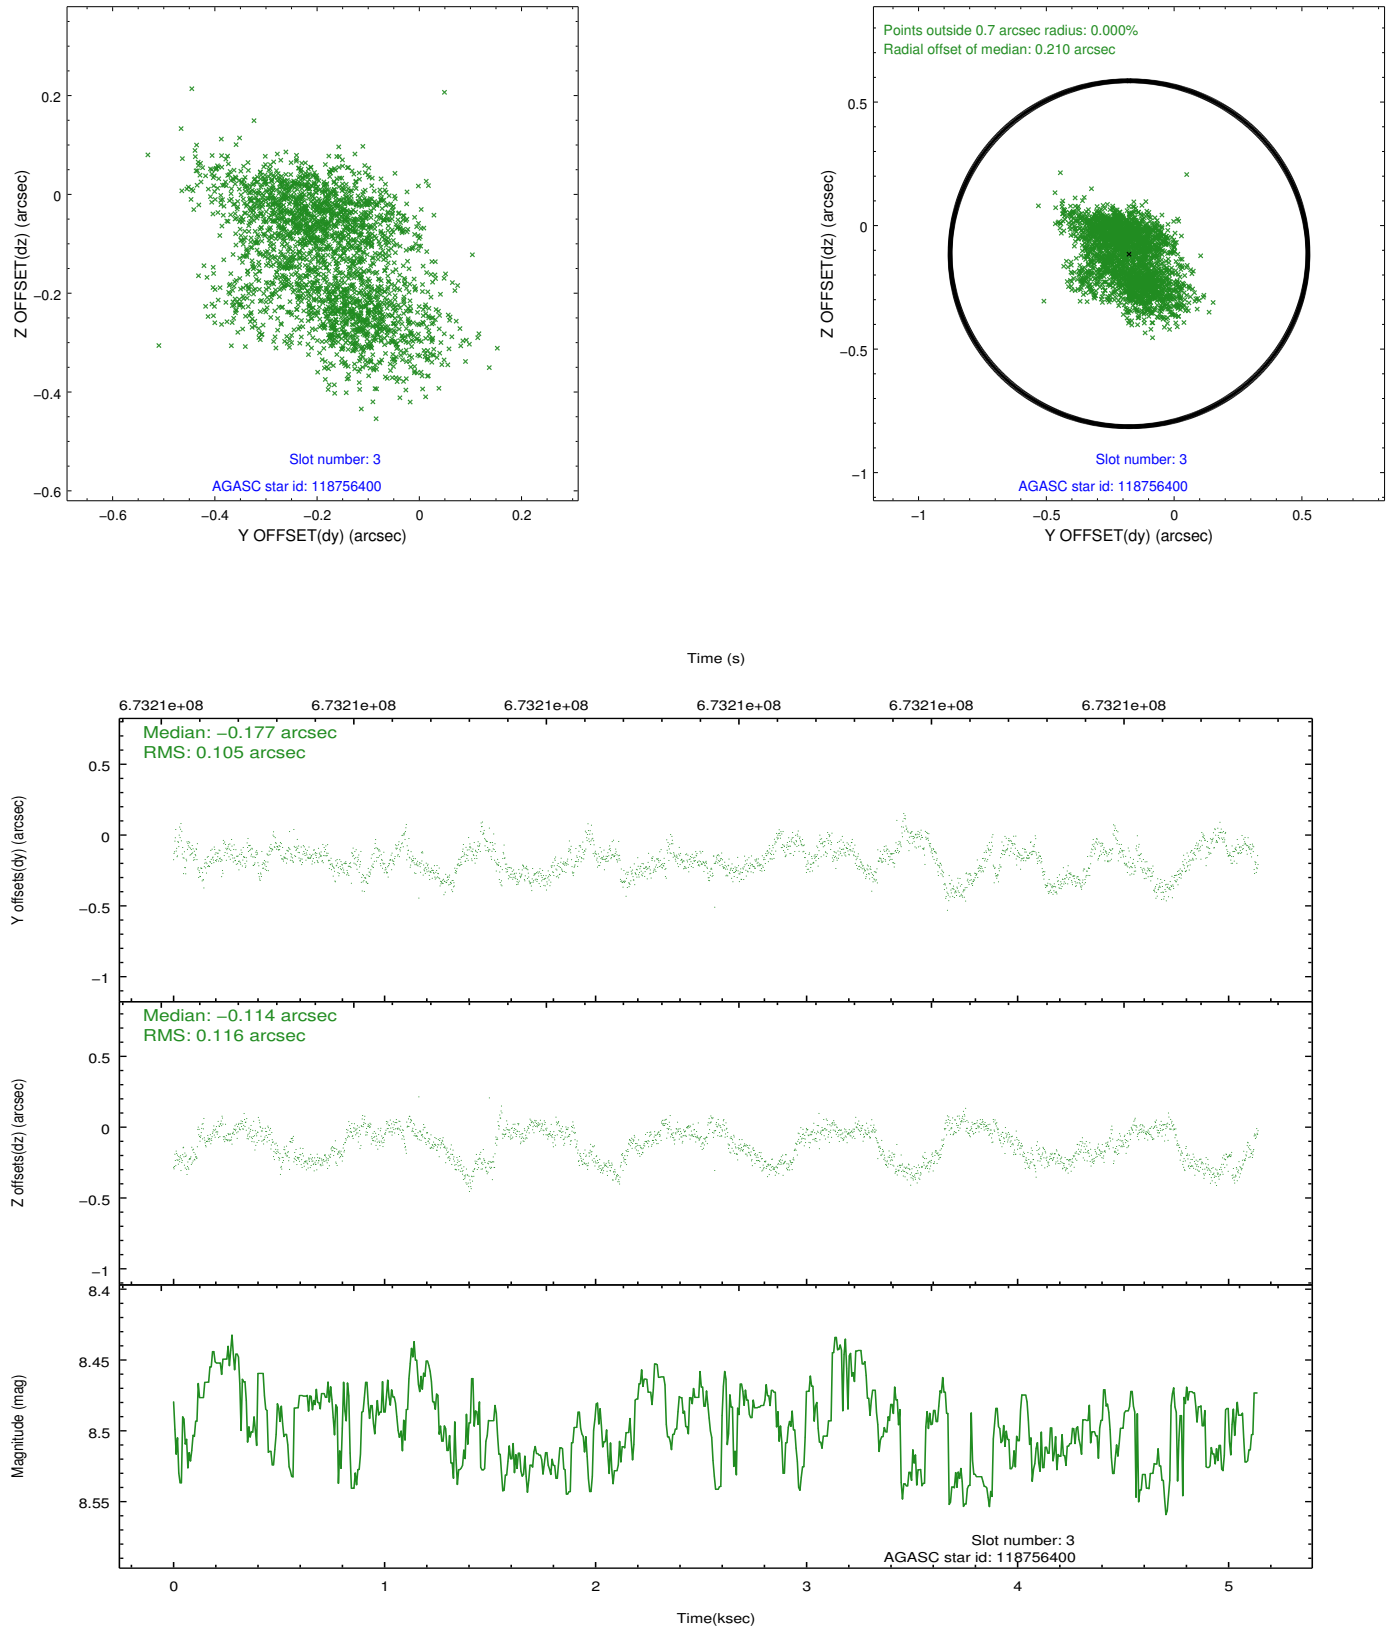 0.2
0
−0.2
−0.4
−0.6
−0.6
−0.4
−0.2
0
0.2
Z OFFSET(dz) (arcsec)
Y OFFSET(dy) (arcsec)
Slot number: 3
AGASC star id: 118756400
Points outside 0.7 arcsec radius: 0.000%
Radial offset of median: 0.210 arcsec
0.5
0
−0.5
−1
−1
−0.5
0
0.5
Z OFFSET(dz) (arcsec)
Y OFFSET(dy) (arcsec)
Slot number: 3
AGASC star id: 118756400
Time (s)
6.7321e+08 6.7321e+08 6.7321e+08 6.7321e+08 6.7321e+08 6.7321e+08
Median: −0.177 arcsec
RMS: 0.105 arcsec
0.5
0
−0.5
−1
Y offsets(dy) (arcsec)
Median: −0.114 arcsec
RMS: 0.116 arcsec
0.5
0
−0.5
−1
Z offsets(dz) (arcsec)
8.4
8.45
8.5
8.55
Magnitude (mag)
Slot number: 3
AGASC star id: 118756400
0 1 2 3 4 5
Time(ksec)